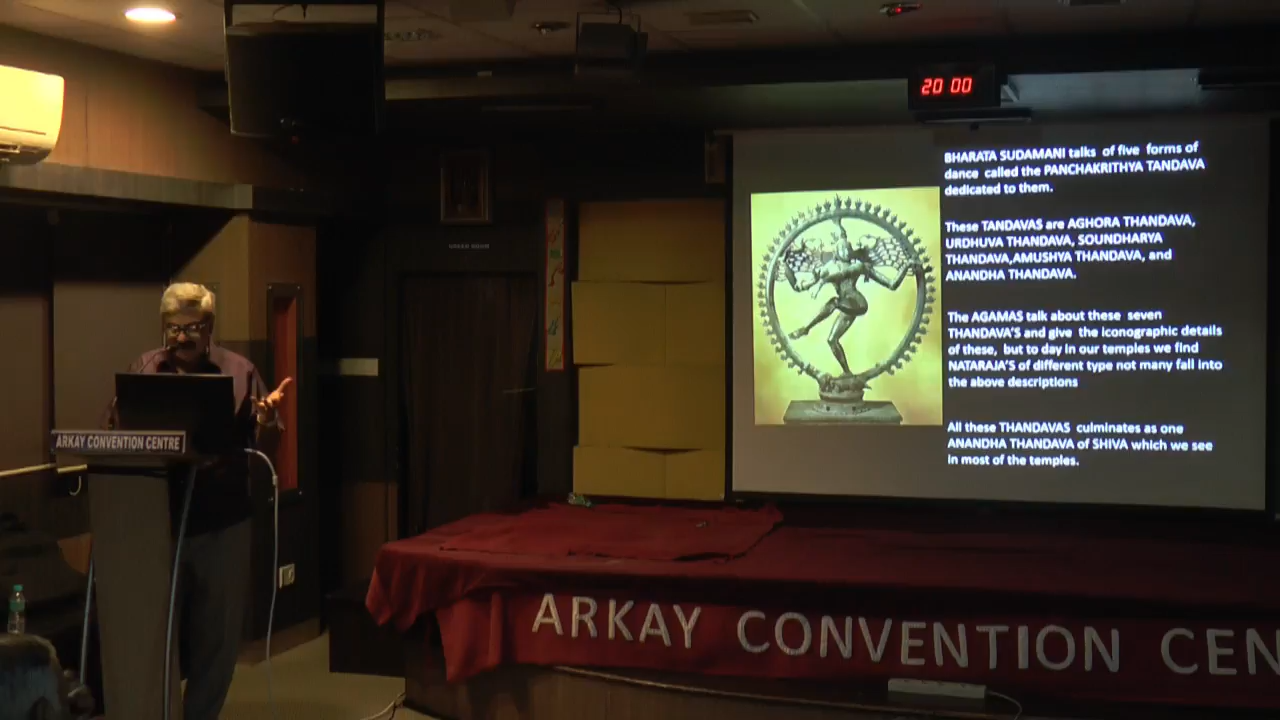 20 00
BHARATA SUDAMANI talks of five forms of
dance called the PANCHAKRITHYA TANDAVA
dedicated to them.
These TANDAVAS are AGHORA THANDAVA,
URDHUVA THANDAVA, SOUNDHARYA
THANDAVA,AMUSHYA THANDAVA, and
ANANDHA THANDAVA.
The AGAMAS talk about these seven
THANDAVA'S and give the iconographic details
of these, but to day in our temples we find
NATARAJA'S of different type not many fall into
the above descriptions
All these THANDAVAS culminates as one
ANANDHA THANDAVA of SHIVA which we see
in most of the temples.
GREEN ROOM
ARKAY CONVENTION CENTRE
ARKAY CONVENTION CEN